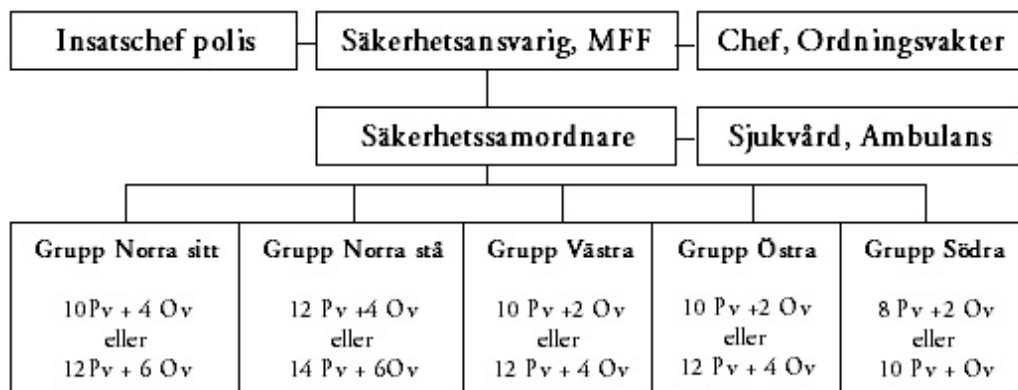 Insatschef polis
Säkerhetsansvarig, MFF
Chef, Ordningsvakter
Säkerhetssamordnare
Sjukvård, Ambulans
Grupp Norra sitt
10Pv + 4 Ov
eller
12Pv + 6 Ov
Grupp Norra stå
12 Pv +4 Ov
eller
14 Pv + 6Ov
Grupp Västra
10 Pv +2 Ov
eller
12 Pv + 4 Ov
Grupp Östra
10 Pv +2 Ov
eller
12 Pv + 4 Ov
Grupp Södra
8 Pv +2 Ov
eller
10 Pv + Ov